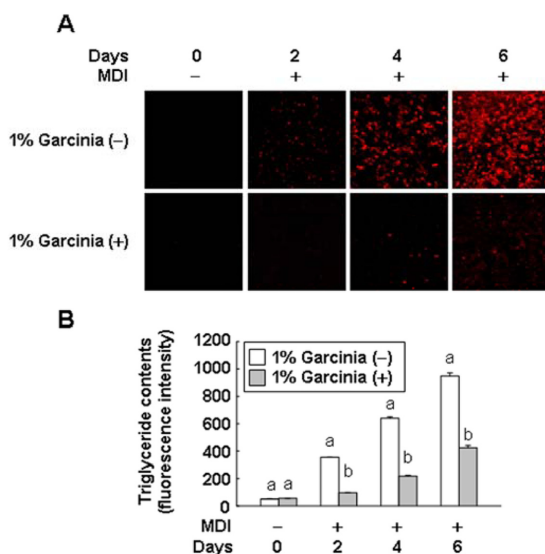 A
Days 0 2 4 6
MDI – + + +
1% Garcinia (–)
1% Garcinia (+)
B
Triglyceride contents
(fluorescence intensity)
1200
1000
800
600
400
200
0
1% Garcinia (–)
1% Garcinia (+)
a a a b a b a b
MDI – + + +
Days 0 2 4 6